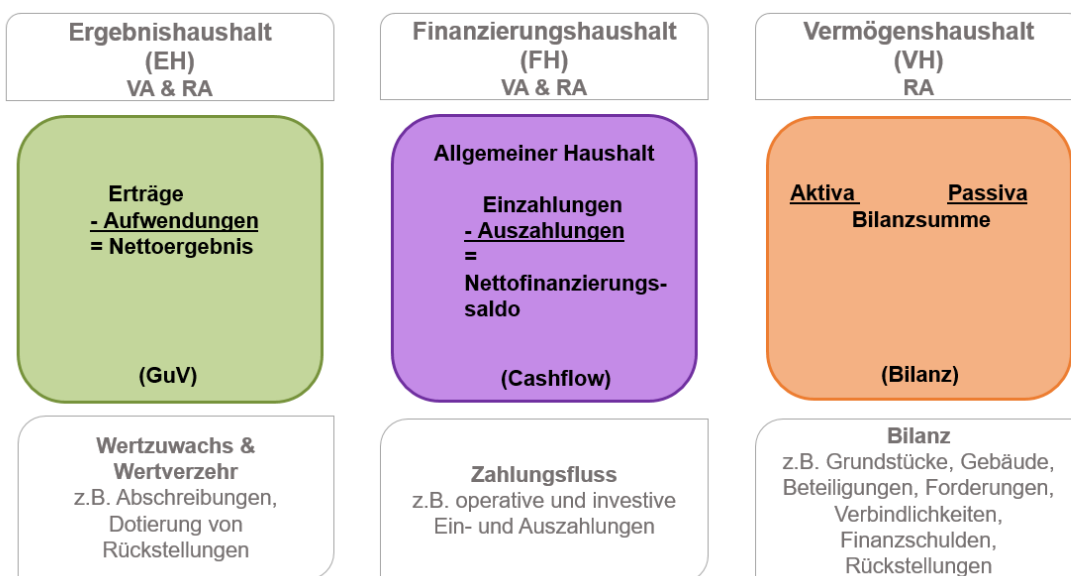 Ergebnishaushalt
(EH)
VA & RA
Erträge
- Aufwendungen
= Nettoergebnis
(GuV)
Wertzuwachs &
Wertverzehr
z.B. Abschreibungen,
Dotierung von
Rückstellungen
Finanzierungshaushalt
(FH)
VA & RA
Allgemeiner Haushalt
Einzahlungen
- Auszahlungen
=
Nettofinanzierungs-
saldo
(Cashflow)
Zahlungsfluss
z.B. operative und investive
Ein- und Auszahlungen
Vermögenshaushalt
(VH)
RA
Aktiva Passiva
Bilanzsumme
(Bilanz)
Bilanz
z.B. Grundstücke, Gebäude,
Beteiligungen, Forderungen,
Verbindlichkeiten,
Finanzschulden,
Rückstellungen